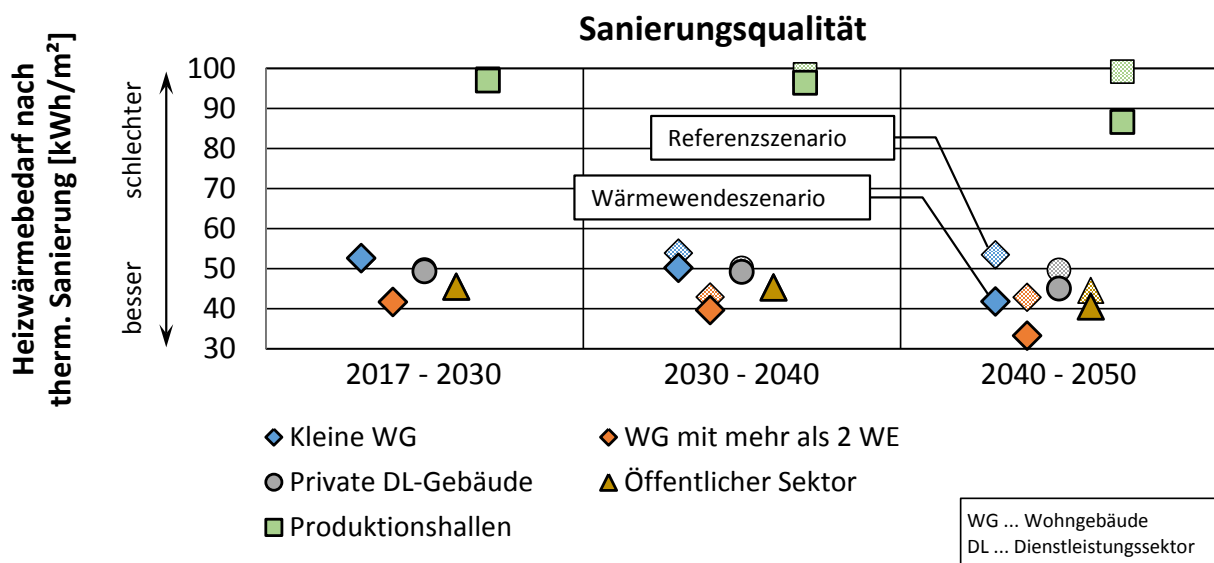 Sanierungsqualität
Heizwärmebedarf nach
therm. Sanierung [kWh/m²]
schlechter
besser
100
90
80
70
60
50
40
30
Referenzszenario
Wärmewendeszenario
2017 - 2030
2030 - 2040
2040 - 2050
Kleine WG
WG mit mehr als 2 WE
Private DL-Gebäude
Öffentlicher Sektor
Produktionshallen
WG ... Wohngebäude
DL ... Dienstleistungssektor